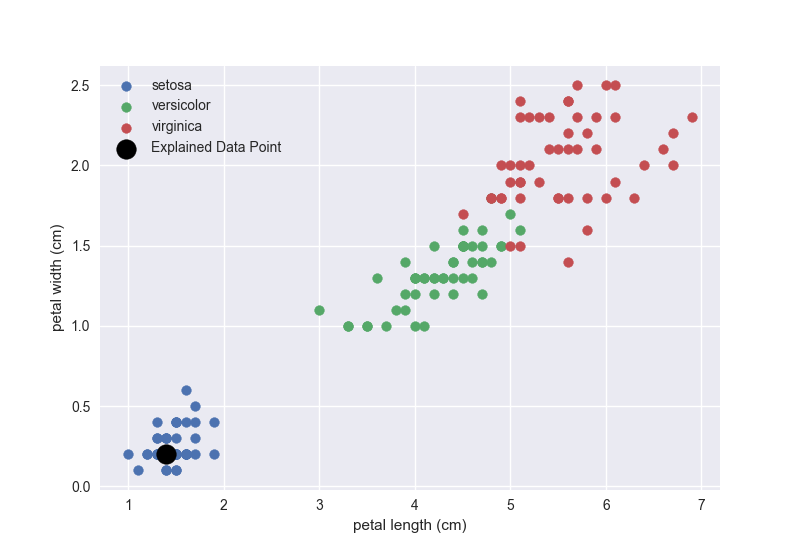 setosa
versicolor
virginica
Explained Data Point
2.5
2.0
1.5
1.0
0.5
0.0
petal width (cm)
1 2 3 4 5 6 7
petal length (cm)